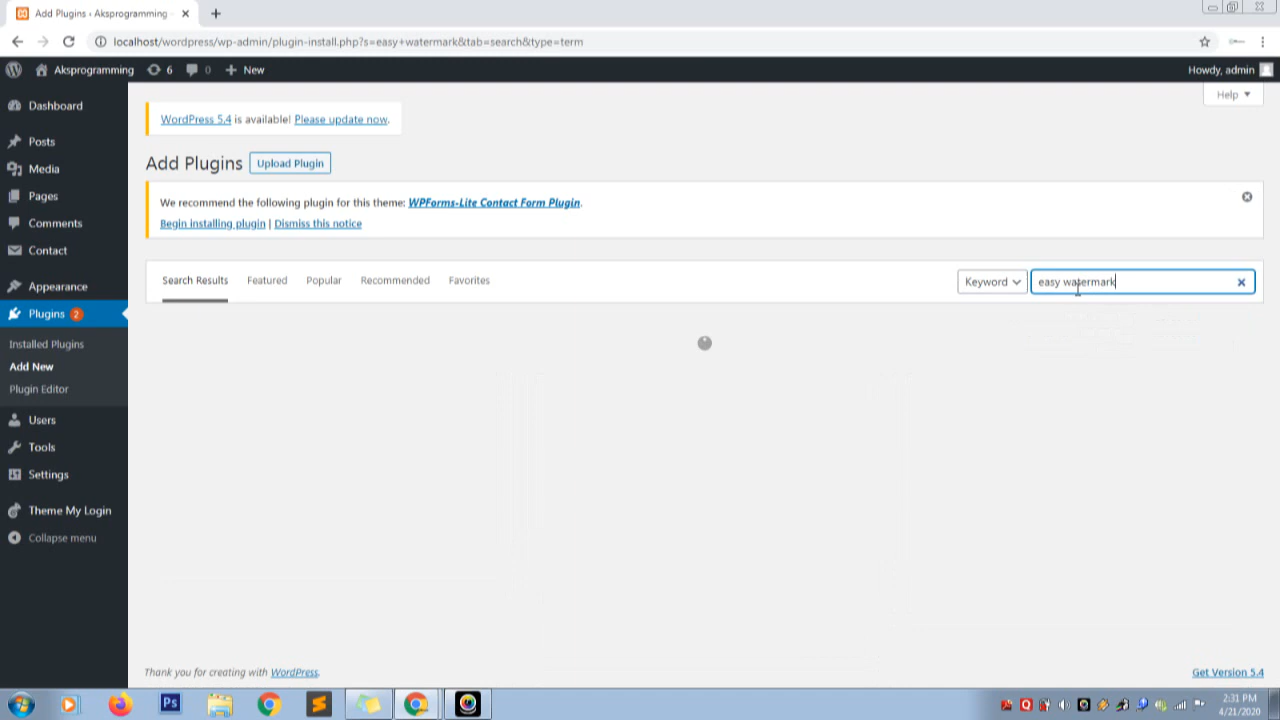 Add Plugins ‹ Aksprogramming
localhost/wordpress/wp-admin/plugin-install.php?s=easy+watermark&tab=search&type=term
Aksprogramming 6 0 New Howdy, admin
Help
Dashboard
Posts
Media
Pages
Comments
Contact
Appearance
Plugins 2
Installed Plugins
Add New
Plugin Editor
Users
Tools
Settings
Theme My Login
Collapse menu
WordPress 5.4 is available! Please update now.
Add Plugins Upload Plugin
We recommend the following plugin for this theme: WPForms-Lite Contact Form Plugin.
Begin installing plugin | Dismiss this notice
Search Results Featured Popular Recommended Favorites Keyword easy watermark
Thank you for creating with WordPress. Get Version 5.4
Ps
2:31 PM
4/21/2020